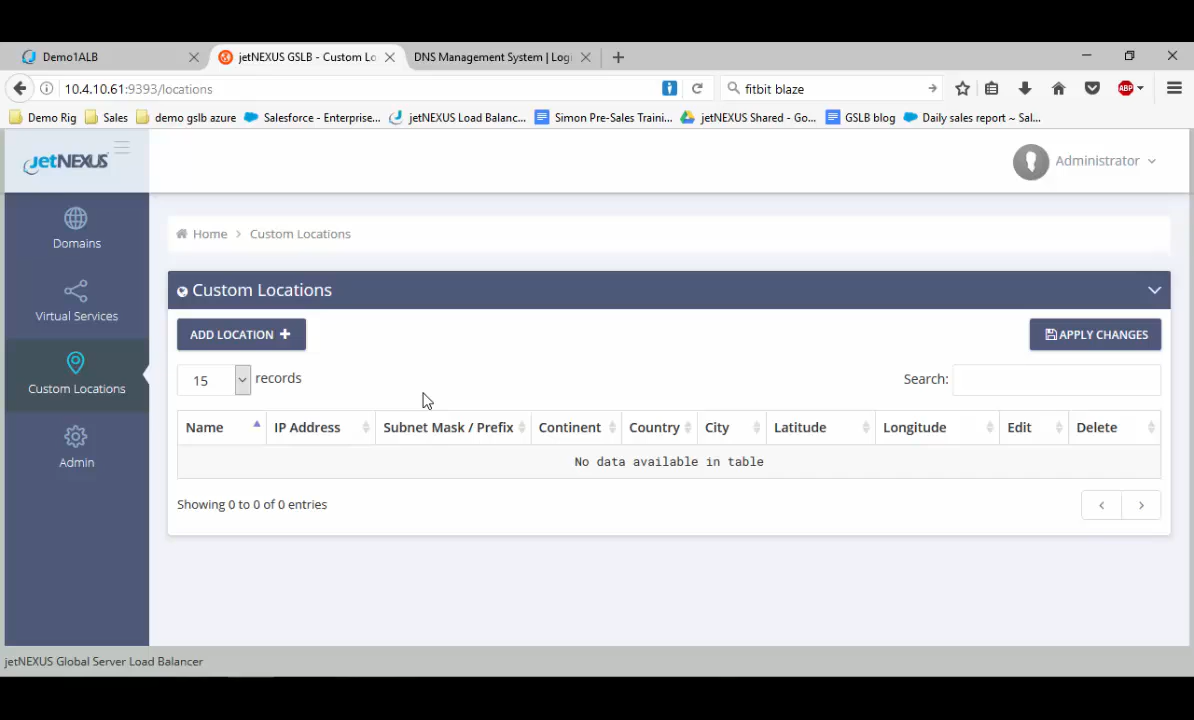 Demo1ALB
jetNEXUS GSLB - Custom Lo
DNS Management System | Logi
10.4.10.61:9393/locations
fitbit blaze
ABP
Demo Rig
Sales
demo gslb azure
Salesforce - Enterprise...
jetNEXUS Load Balanc...
Simon Pre-Sales Traini...
jetNEXUS Shared - Go...
GSLB blog
Daily sales report ~ Sal...
jetNEXUS
Administrator
Domains
Virtual Services
Custom Locations
Admin
Home > Custom Locations
Custom Locations
ADD LOCATION +
APPLY CHANGES
15 records
Search:
Name IP Address Subnet Mask / Prefix Continent Country City Latitude Longitude Edit Delete
No data available in table
Showing 0 to 0 of 0 entries
jetNEXUS Global Server Load Balancer